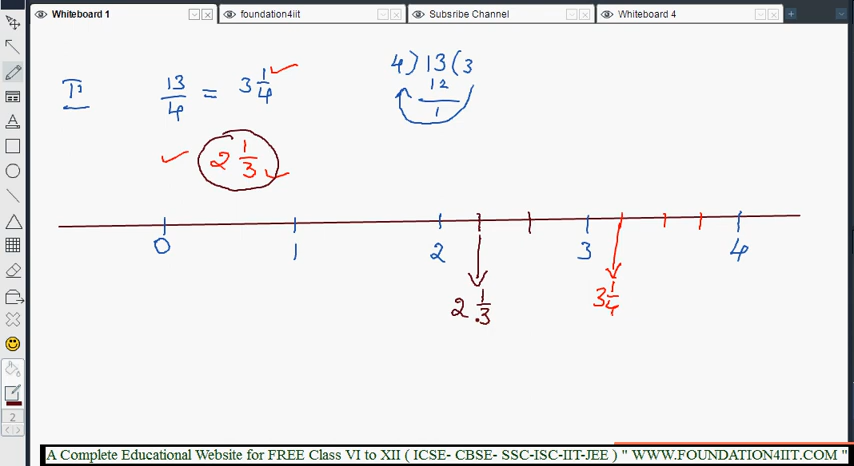 Whiteboard 1 foundation4iit Subsribe Channel Whiteboard 4
II 13/4 = 3 1/4 ✓ 4)13(3
12
1
✓ 2 1/3 ✓
0 1 2 3 4
2 1/3 3 1/4
2
A Complete Educational Website for FREE Class VI to XII ( ICSE- CBSE- SSC-ISC-IIT-JEE ) " WWW.FOUNDATION4IIT.COM "